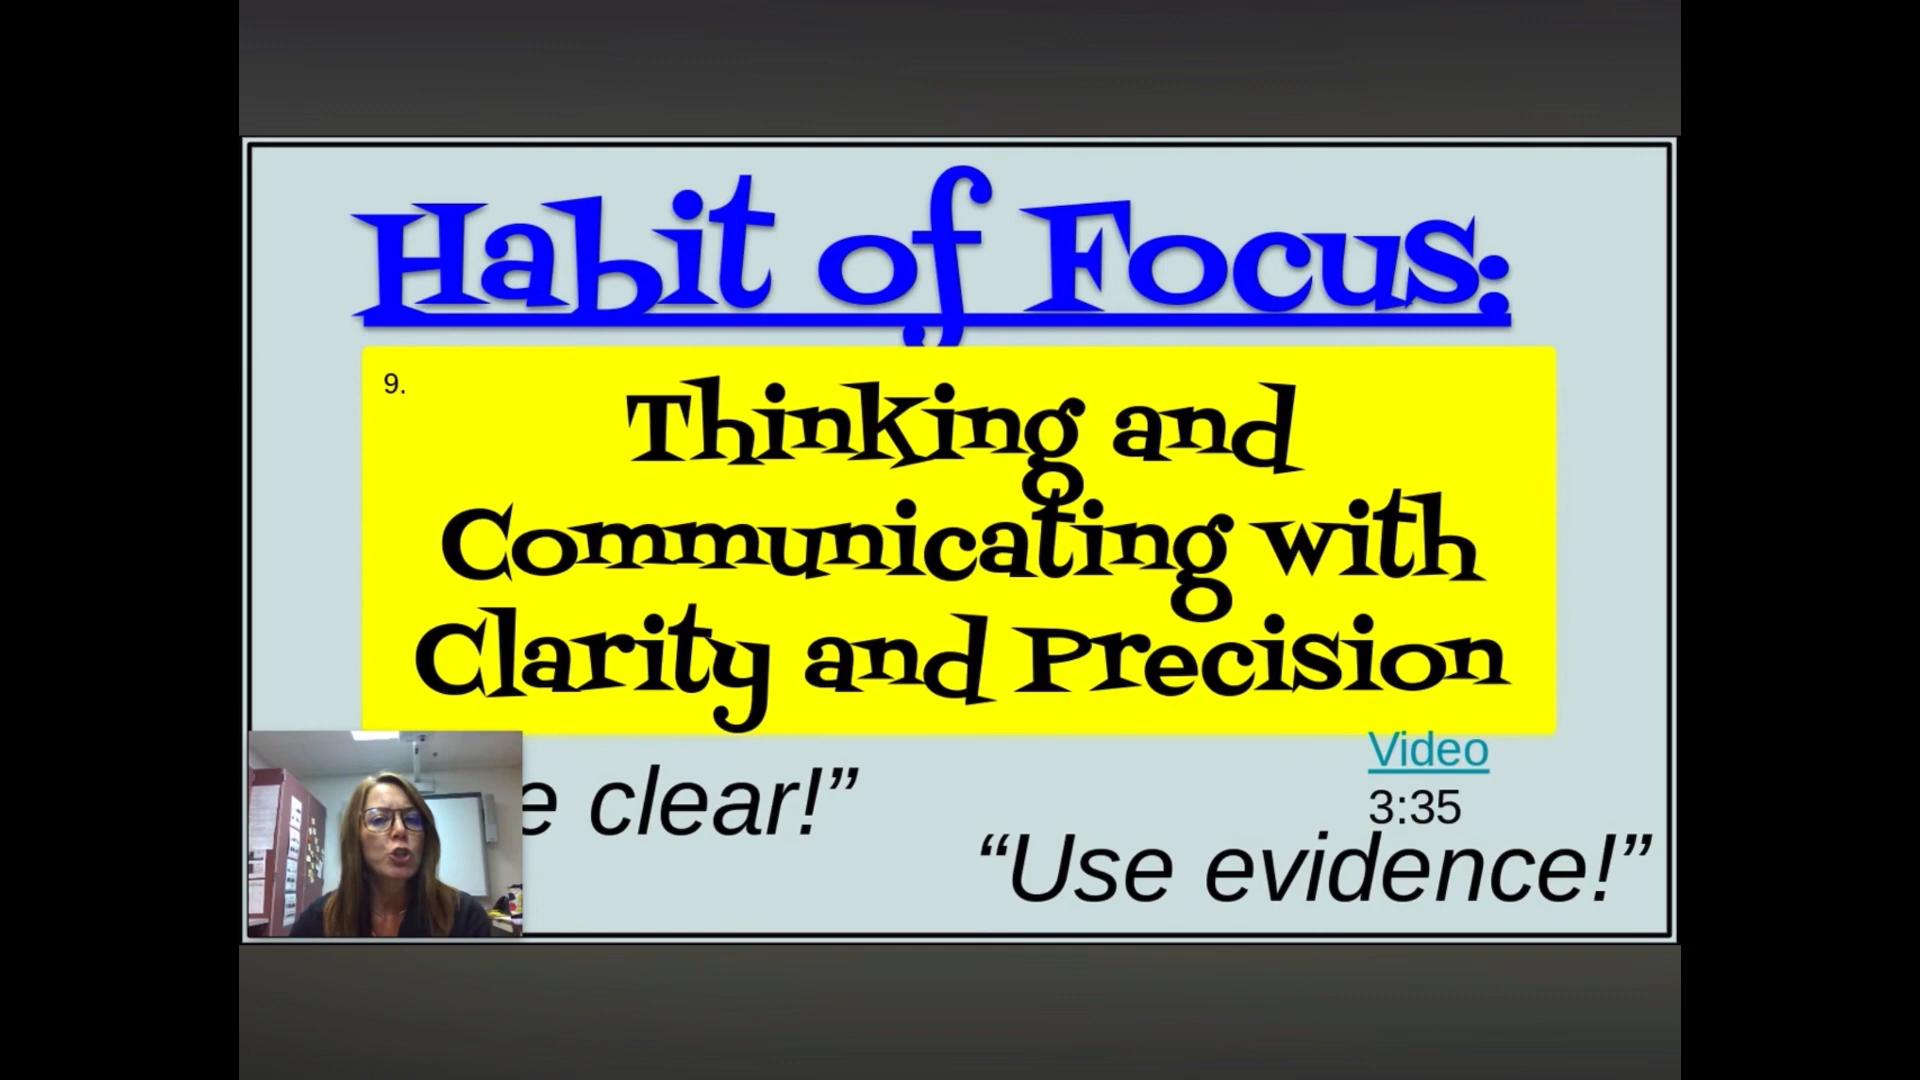 Habit of Focus:
9.
Thinking and
Communicating with
Clarity and Precision
Video
3:35
e clear!”
“Use evidence!”